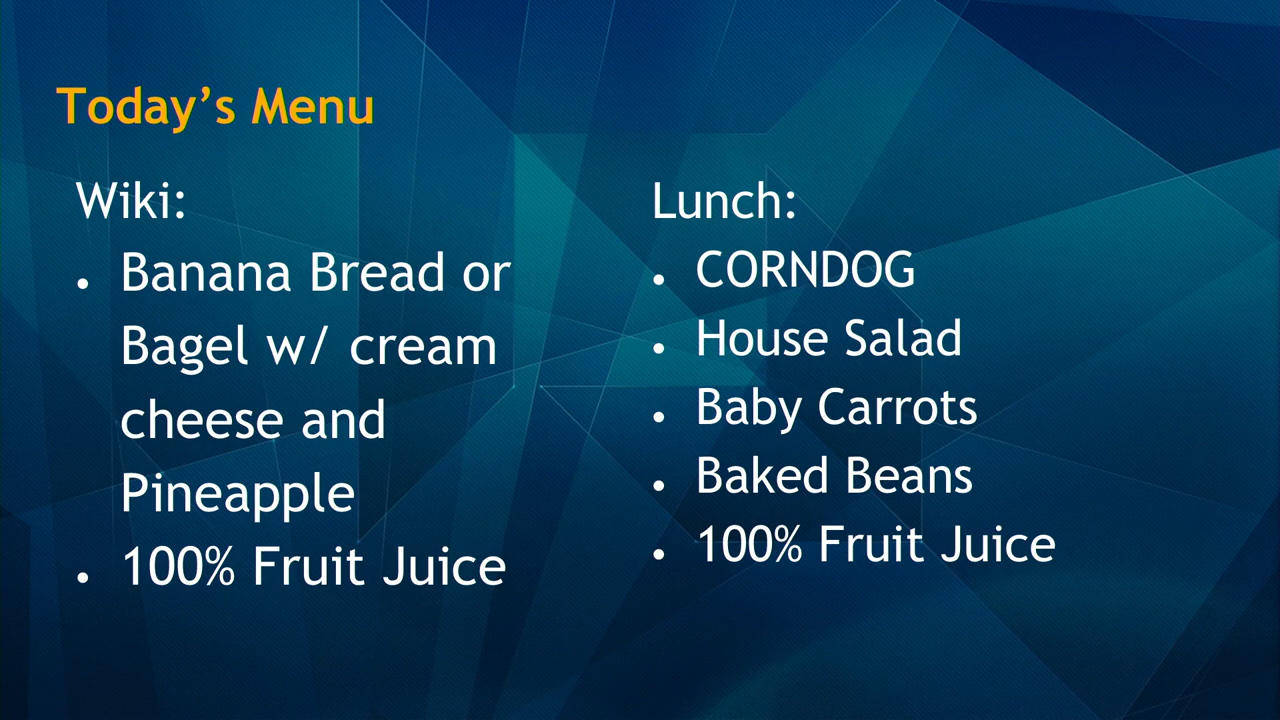 Today’s Menu
Wiki:
• Banana Bread or
Bagel w/ cream
cheese and
Pineapple
• 100% Fruit Juice
Lunch:
• CORNDOG
• House Salad
• Baby Carrots
• Baked Beans
• 100% Fruit Juice